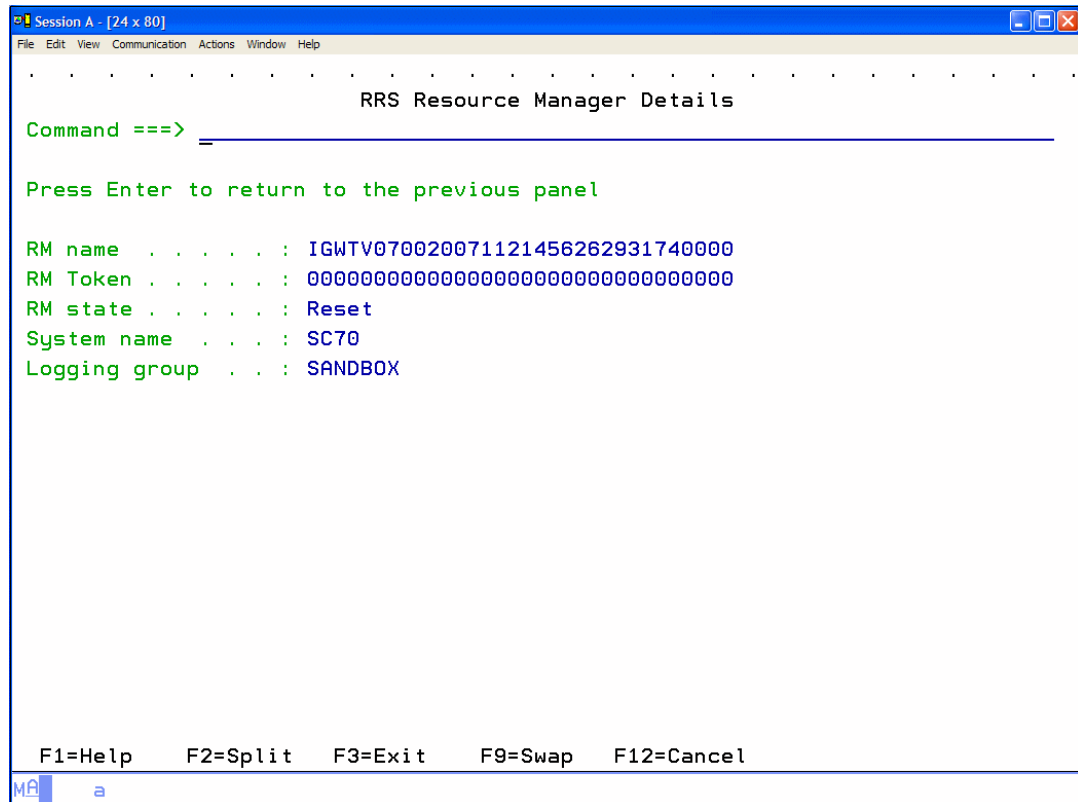 Session A - [24 x 80]
File Edit View Communication Actions Window Help
. . . . . . . . . . . . . . . . . . . . . . . . . . .
RRS Resource Manager Details
Command ===> _
Press Enter to return to the previous panel
RM name . . . . . : IGWTV07002007112145626293174​0000
RM Token . . . . . : 00000000000000000000000000000000
RM state . . . . . : Reset
System name . . . : SC70
Logging group . . : SANDBOX
F1=Help F2=Split F3=Exit F9=Swap F12=Cancel
MA a